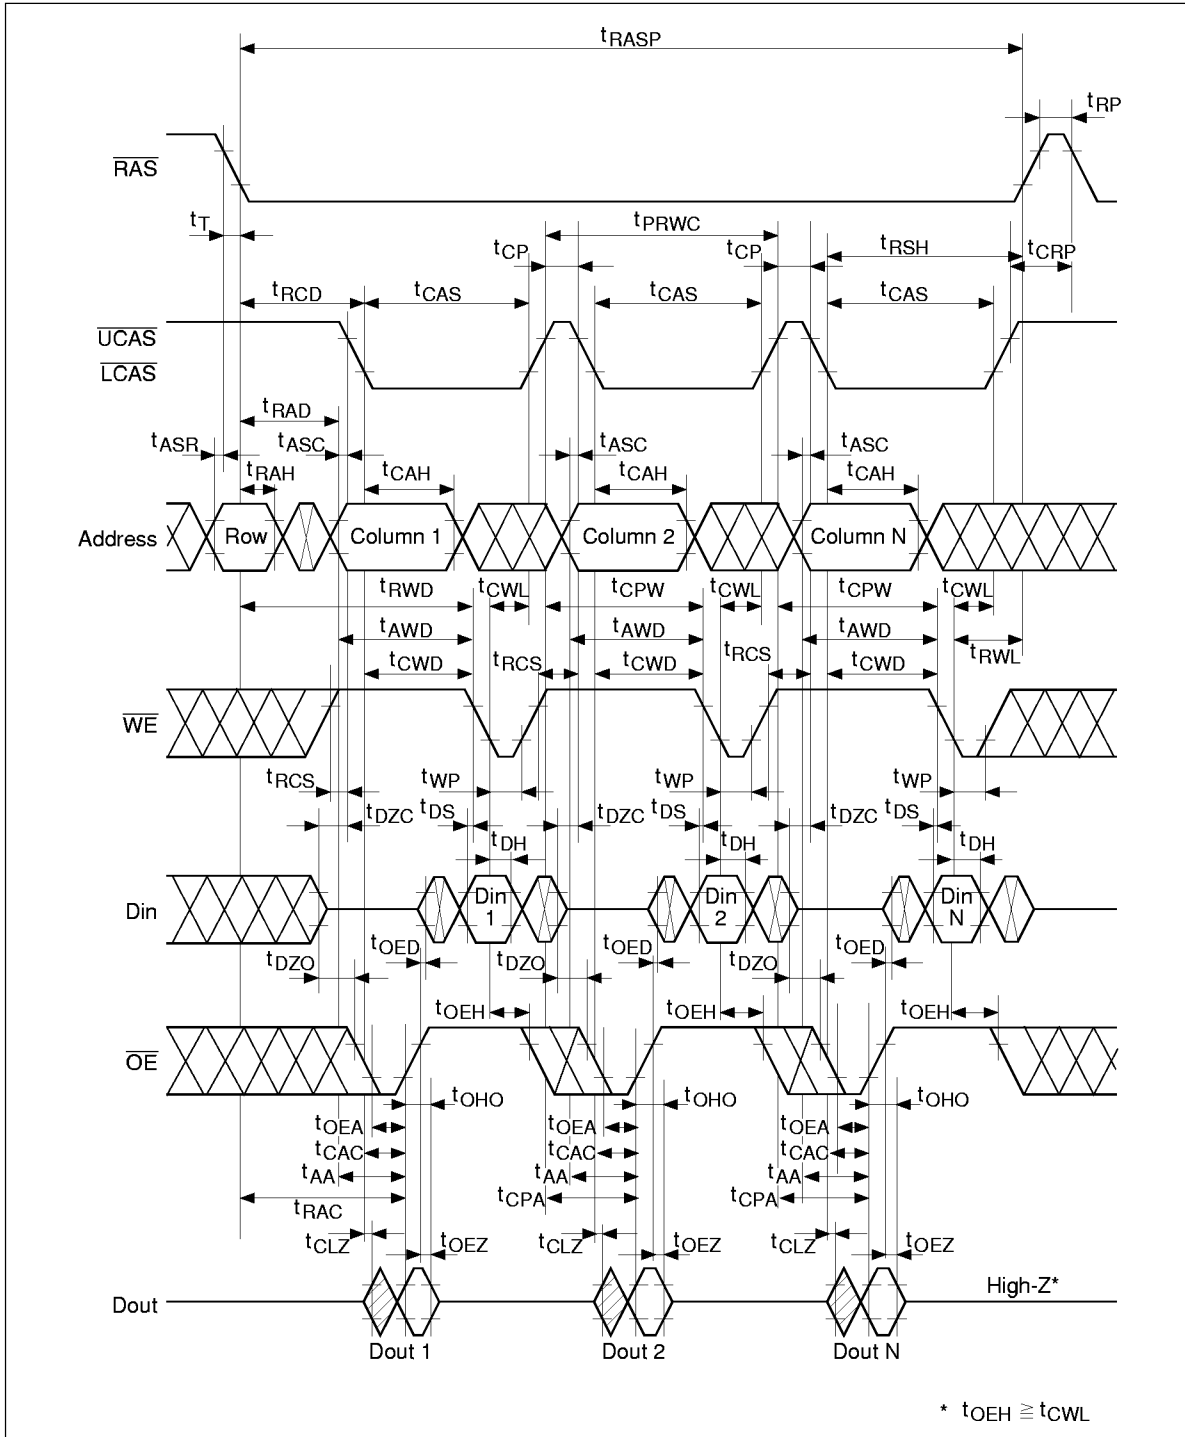 tRASP
tRP
RAS
tT
tPRWC
tCP
tCP
tRSH
tCRP
tRCD
tCAS
tCAS
tCAS
UCAS
LCAS
tRAD
tASR
tASC
tASC
tASC
tRAH
tCAH
tCAH
tCAH
Address
Row
Column 1
Column 2
Column N
tRWD
tCWL
tCPW
tCWL
tCPW
tCWL
tAWD
tAWD
tAWD
tRCS
tRCS
tRWL
tCWD
tCWD
tCWD
WE
tRCS
tWP
tWP
tWP
tDZC
tDS
tDZC
tDS
tDZC
tDS
tDH
tDH
tDH
Din
Din 1
Din 2
Din N
tOED
tOED
tOED
tDZO
tDZO
tDZO
tOEH
tOEH
tOEH
OE
tOHO
tOHO
tOHO
tOEA
tOEA
tOEA
tCAC
tCAC
tCAC
tAA
tAA
tAA
tRAC
tCPA
tCPA
tCLZ
tOEZ
tCLZ
tOEZ
tCLZ
tOEZ
High-Z*
Dout
Dout 1
Dout 2
Dout N
* tOEH ≧ tCWL